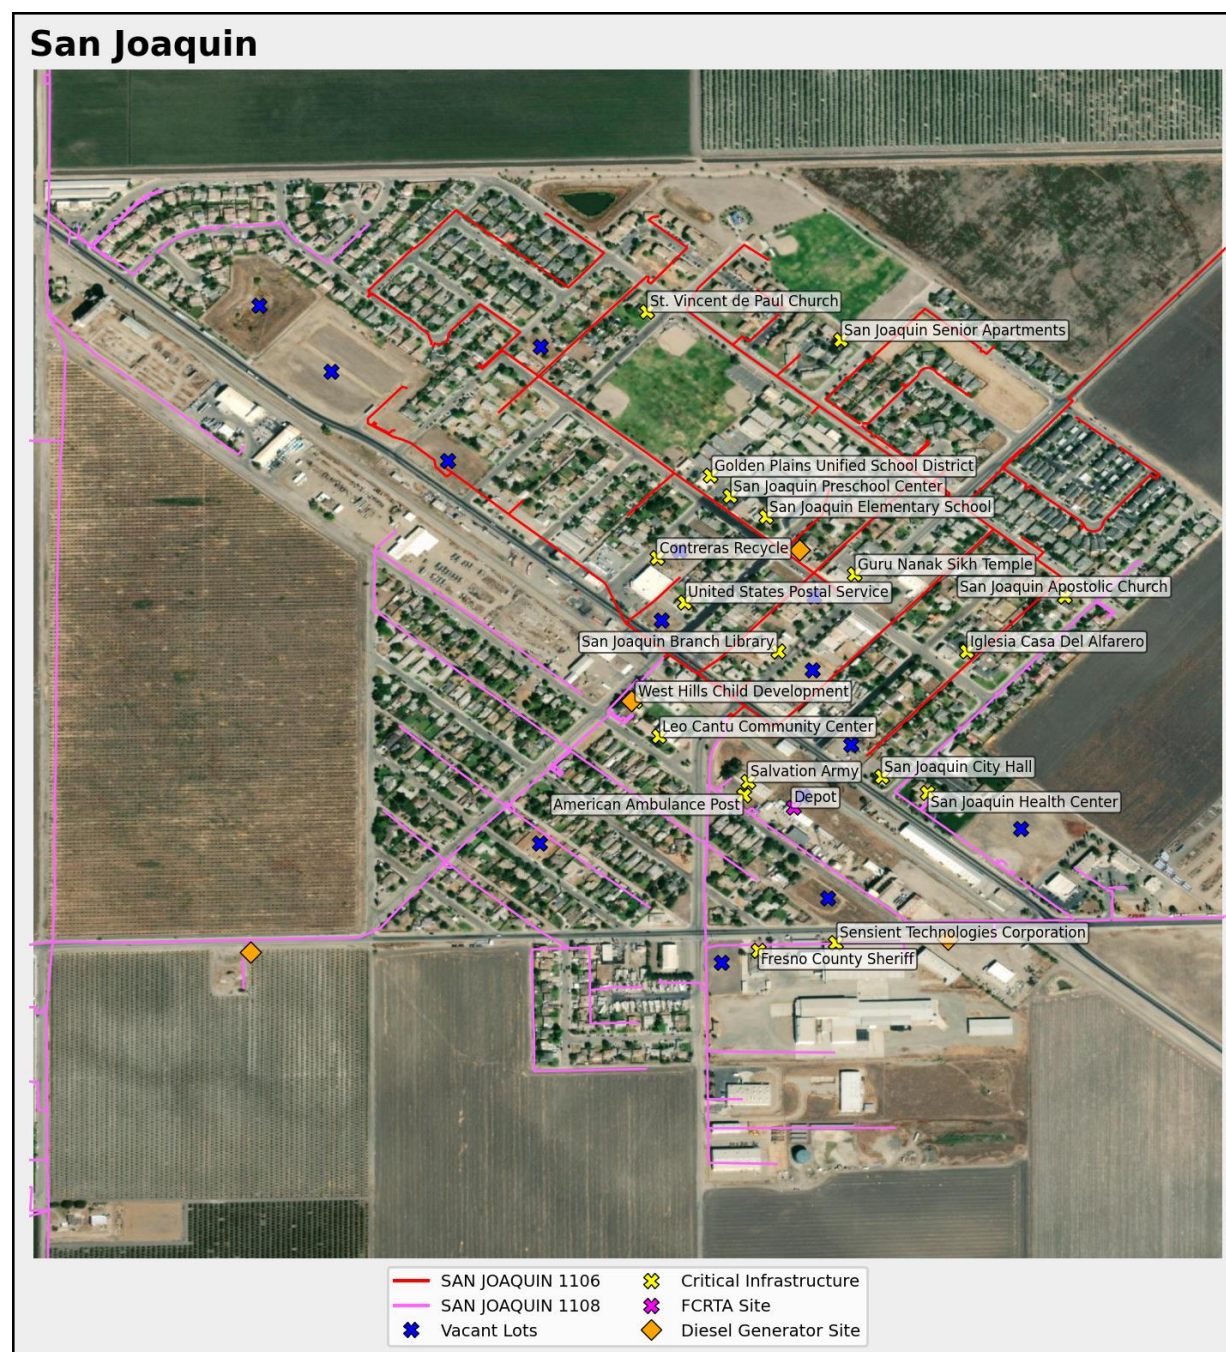 San Joaquin
St. Vincent de Paul Church
San Joaquin Senior Apartments
Golden Plains Unified School District
San Joaquin Preschool Center
San Joaquin Elementary School
Contreras Recycle
Guru Nanak Sikh Temple
San Joaquin Apostolic Church
United States Postal Service
San Joaquin Branch Library
Iglesia Casa Del Alfarero
West Hills Child Development
Leo Cantu Community Center
San Joaquin City Hall
Salvation Army
Depot
American Ambulance Post
San Joaquin Health Center
Sensient Technologies Corporation
Fresno County Sheriff
SAN JOAQUIN 1106
SAN JOAQUIN 1108
Vacant Lots
Critical Infrastructure
FCRTA Site
Diesel Generator Site